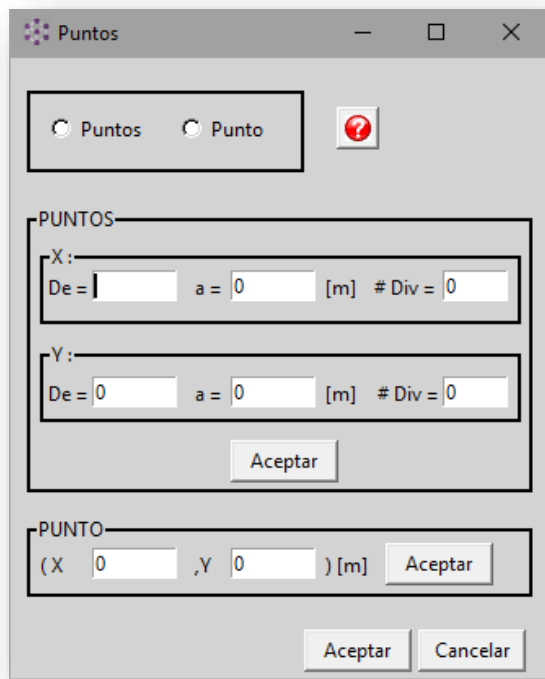 Puntos
Puntos Punto ?
PUNTOS
X :
De = a = 0 [m] # Div = 0
Y :
De = 0 a = 0 [m] # Div = 0
Aceptar
PUNTO
( X 0 ,Y 0 ) [m] Aceptar
Aceptar Cancelar